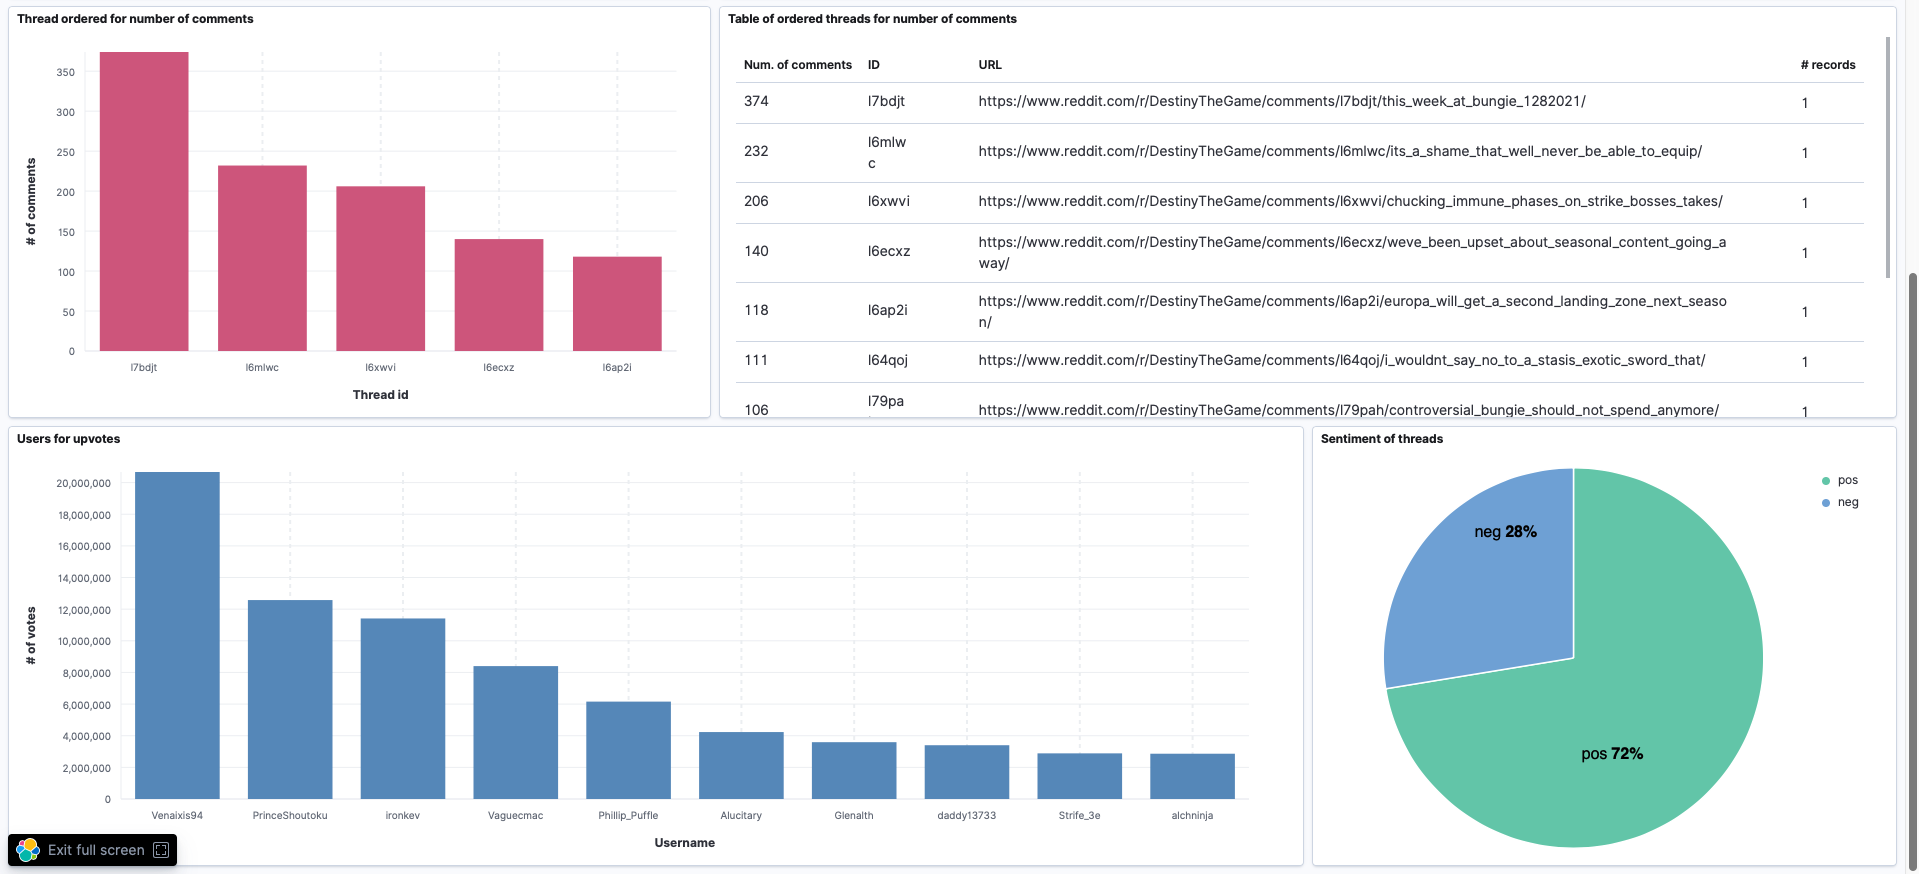 Thread ordered for number of comments
# of comments
350
300
250
200
150
100
50
0
l7bdjt l6mlwc l6xwvi l6ecxz l6ap2i
Thread id
Table of ordered threads for number of comments
Num. of comments ID URL # records
374 l7bdjt https://www.reddit.com/r/DestinyTheGame/comments/l7bdjt/this_week_at_bungie_1282021/ 1
232 l6mlw
c https://www.reddit.com/r/DestinyTheGame/comments/l6mlwc/its_a_shame_that_well_never_be_able_to_equip/ 1
206 l6xwvi https://www.reddit.com/r/DestinyTheGame/comments/l6xwvi/chucking_immune_phases_on_strike_bosses_takes/ 1
140 l6ecxz https://www.reddit.com/r/DestinyTheGame/comments/l6ecxz/weve_been_upset_about_seasonal_content_going_a
way/ 1
118 l6ap2i https://www.reddit.com/r/DestinyTheGame/comments/l6ap2i/europa_will_get_a_second_landing_zone_next_seaso
n/ 1
111 l64qoj https://www.reddit.com/r/DestinyTheGame/comments/l64qoj/i_wouldnt_say_no_to_a_stasis_exotic_sword_that/ 1
106 l79pa https://www.reddit.com/r/DestinyTheGame/comments/l79pah/controversial_bungie_should_not_spend_anymore/ 1
Users for upvotes
# of votes
20,000,000
18,000,000
16,000,000
14,000,000
12,000,000
10,000,000
8,000,000
6,000,000
4,000,000
2,000,000
0
Venaixis94 PrinceShoutoku ironkev Vaguecmac Phillip_Puffle Alucitary Glenalth daddy13733 Strife_3e alchninja
Username
Exit full screen
Sentiment of threads
pos
neg
neg 28%
pos 72%